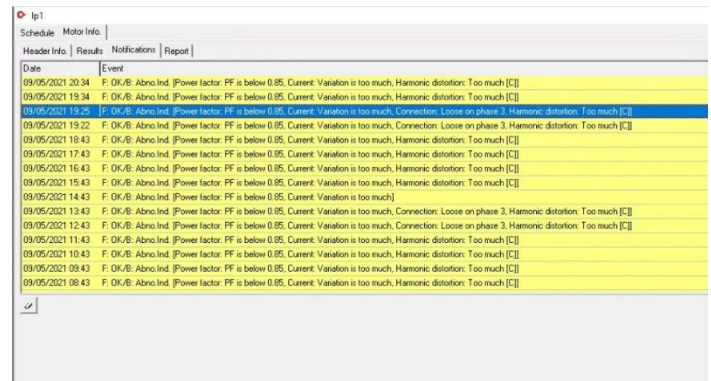 Ip1
Schedule Motor Info.
Header Info. Results Notifications Report
Date Event
09/05/2021 20:34 F: OK/B: Abno.Ind. [Power factor: PF is below 0.85, Current: Variation is too much, Harmonic distortion: Too much [C]]
09/05/2021 19:34 F: OK/B: Abno.Ind. [Power factor: PF is below 0.85, Current: Variation is too much, Harmonic distortion: Too much [C]]
09/05/2021 19:25 F: OK/B: Abno.Ind. [Power factor: PF is below 0.85, Current: Variation is too much, Connection: Loose on phase 3, Harmonic distortion: Too much [C]]
09/05/2021 19:22 F: OK/B: Abno.Ind. [Power factor: PF is below 0.85, Current: Variation is too much, Connection: Loose on phase 3, Harmonic distortion: Too much [C]]
09/05/2021 18:43 F: OK/B: Abno.Ind. [Power factor: PF is below 0.85, Current: Variation is too much, Harmonic distortion: Too much [C]]
09/05/2021 17:43 F: OK/B: Abno.Ind. [Power factor: PF is below 0.85, Current: Variation is too much, Harmonic distortion: Too much [C]]
09/05/2021 16:43 F: OK/B: Abno.Ind. [Power factor: PF is below 0.85, Current: Variation is too much, Harmonic distortion: Too much [C]]
09/05/2021 15:43 F: OK/B: Abno.Ind. [Power factor: PF is below 0.85, Current: Variation is too much, Harmonic distortion: Too much [C]]
09/05/2021 14:43 F: OK/B: Abno.Ind. [Power factor: PF is below 0.85, Current: Variation is too much]
09/05/2021 13:43 F: OK/B: Abno.Ind. [Power factor: PF is below 0.85, Current: Variation is too much, Connection: Loose on phase 3, Harmonic distortion: Too much [C]]
09/05/2021 12:43 F: OK/B: Abno.Ind. [Power factor: PF is below 0.85, Current: Variation is too much, Connection: Loose on phase 3, Harmonic distortion: Too much [C]]
09/05/2021 11:43 F: OK/B: Abno.Ind. [Power factor: PF is below 0.85, Current: Variation is too much, Harmonic distortion: Too much [C]]
09/05/2021 10:43 F: OK/B: Abno.Ind. [Power factor: PF is below 0.85, Current: Variation is too much, Harmonic distortion: Too much [C]]
09/05/2021 09:43 F: OK/B: Abno.Ind. [Power factor: PF is below 0.85, Current: Variation is too much, Harmonic distortion: Too much [C]]
09/05/2021 08:43 F: OK/B: Abno.Ind. [Power factor: PF is below 0.85, Current: Variation is too much, Harmonic distortion: Too much [C]]